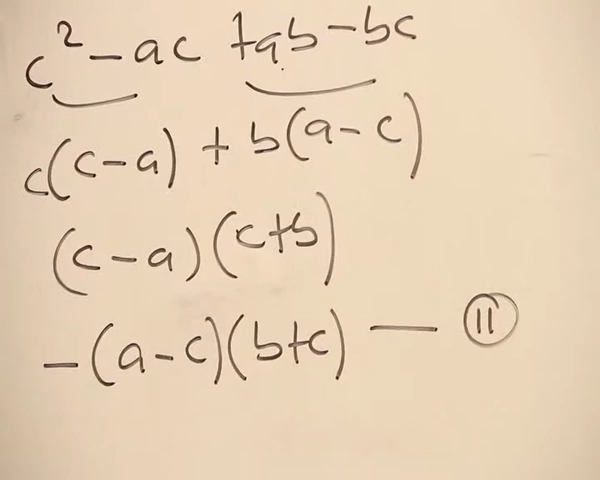 c² - ac + ab - bc
c(c - a) + b(a - c)
(c - a)(c + b)
-(a - c)(b + c) — ⑪